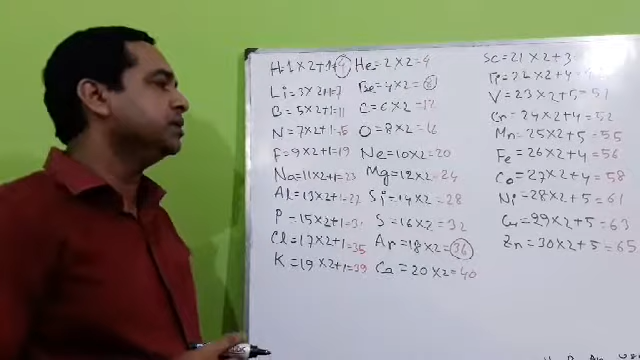 H=1×2+1+4 He=2×2=4 Sc=21×2+3
Li=3×2+1=7 Be=4×2=8 Ti=22×2+4=
B=5×2+1=11 C=6×2=12 V=23×2+5=51
N=7×2+1=15 O=8×2=16 Cr=24×2+4=52
F=9×2+1=19 Ne=10×2=20 Mn=25×2+5=55
Na=11×2+1=23 Mg=12×2=24 Fe=26×2+4=56
Al=13×2+1=27 Si=14×2=28 Co=27×2+4=58
P=15×2+1=31 S=16×2=32 Ni=28×2+5=61
Cl=17×2+1=35 Ar=18×2=36 Cu=29×2+5=63
K=19×2+1=39 Ca=20×2=40 Zn=30×2+5=65